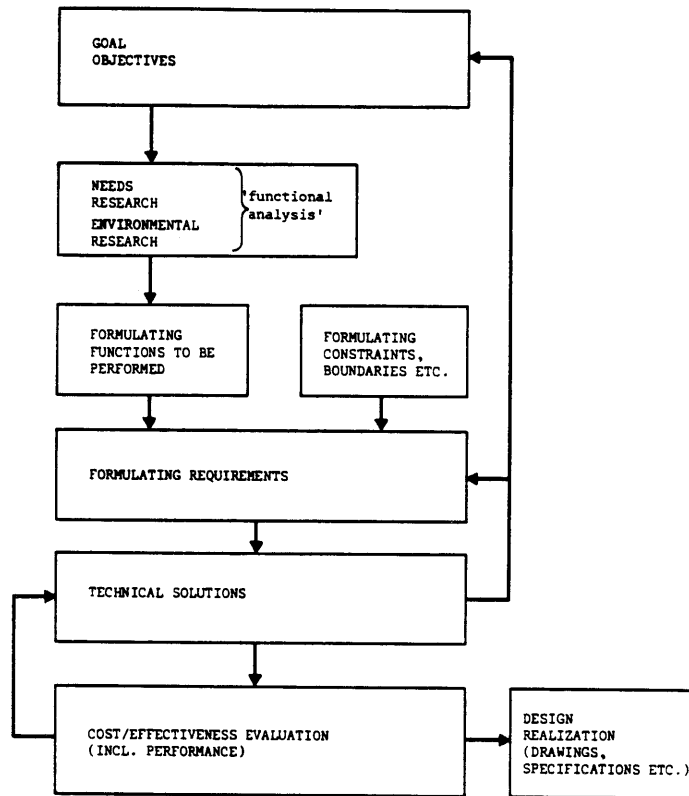 GOAL
OBJECTIVES
NEEDS
RESEARCH
ENVIRONMENTAL
RESEARCH
'functional
analysis'
FORMULATING
FUNCTIONS TO BE
PERFORMED
FORMULATING
CONSTRAINTS,
BOUNDARIES ETC.
FORMULATING REQUIREMENTS
TECHNICAL SOLUTIONS
COST/EFFECTIVENESS EVALUATION
(INCL. PERFORMANCE)
DESIGN
REALIZATION
(DRAWINGS,
SPECIFICATIONS ETC.)